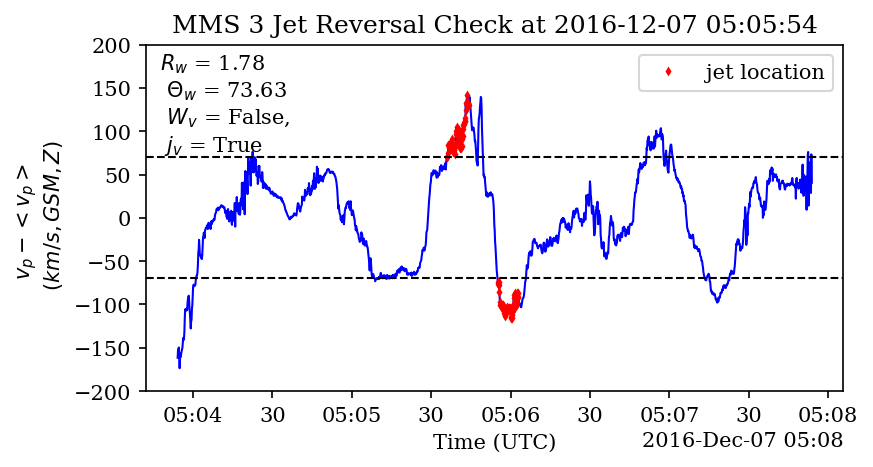 MMS 3 Jet Reversal Check at 2016-12-07 05:05:54
R_w = 1.78
Θ_w = 73.63
W_v = False,
j_v = True
jet location
200
150
100
50
0
−50
−100
−150
−200
v_p − < v_p >
(km/s, GSM, Z)
05:04 30 05:05 30 05:06 30 05:07 30 05:08
Time (UTC)
2016-Dec-07 05:08